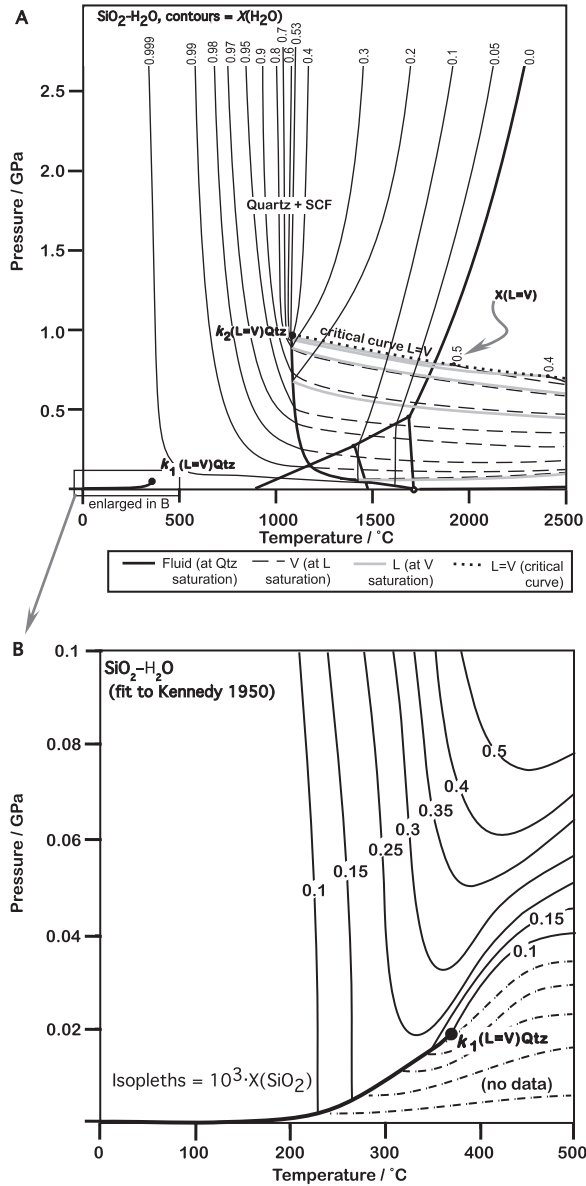 A
SiO₂–H₂O, contours = X(H₂O)
0.999
0.99
0.98
0.97
0.95
0.9
0.8
0.7
0.6
0.53
0.4
0.3
0.2
0.1
0.05
0.0
2.5
2.0
1.5
1.0
0.5
Pressure / GPa
Quartz + SCF
X(L=V)
k₂(L=V)Qtz
critical curve L=V
0.5
0.4
k₁ (L=V)Qtz
enlarged in B
0
500
1000
1500
2000
2500
Temperature / ˚C
Fluid (at Qtz saturation)
V (at L saturation)
L (at V saturation)
L=V (critical curve)
B
SiO₂–H₂O
(fit to Kennedy 1950)
0.1
0.08
0.06
0.04
0.02
Pressure / GPa
0.5
0.4
0.35
0.3
0.25
0.15
0.1
0.15
0.1
k₁(L=V)Qtz
Isopleths = 10³·X(SiO₂)
(no data)
0
100
200
300
400
500
Temperature / ˚C